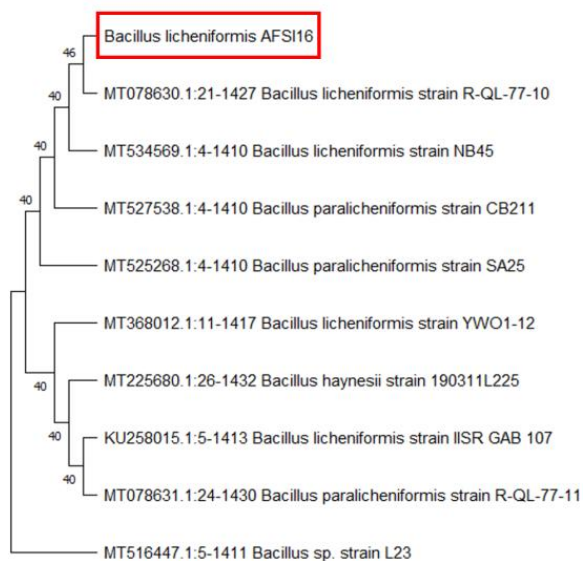 Bacillus licheniformis AFSI16
46
MT078630.1:21-1427 Bacillus licheniformis strain R-QL-77-10
40
MT534569.1:4-1410 Bacillus licheniformis strain NB45
40
MT527538.1:4-1410 Bacillus paralicheniformis strain CB211
40
MT525268.1:4-1410 Bacillus paralicheniformis strain SA25
MT368012.1:11-1417 Bacillus licheniformis strain YWO1-12
40
MT225680.1:26-1432 Bacillus haynesii strain 190311L225
40
KU258015.1:5-1413 Bacillus licheniformis strain IISR GAB 107
40
MT078631.1:24-1430 Bacillus paralicheniformis strain R-QL-77-11
MT516447.1:5-1411 Bacillus sp. strain L23